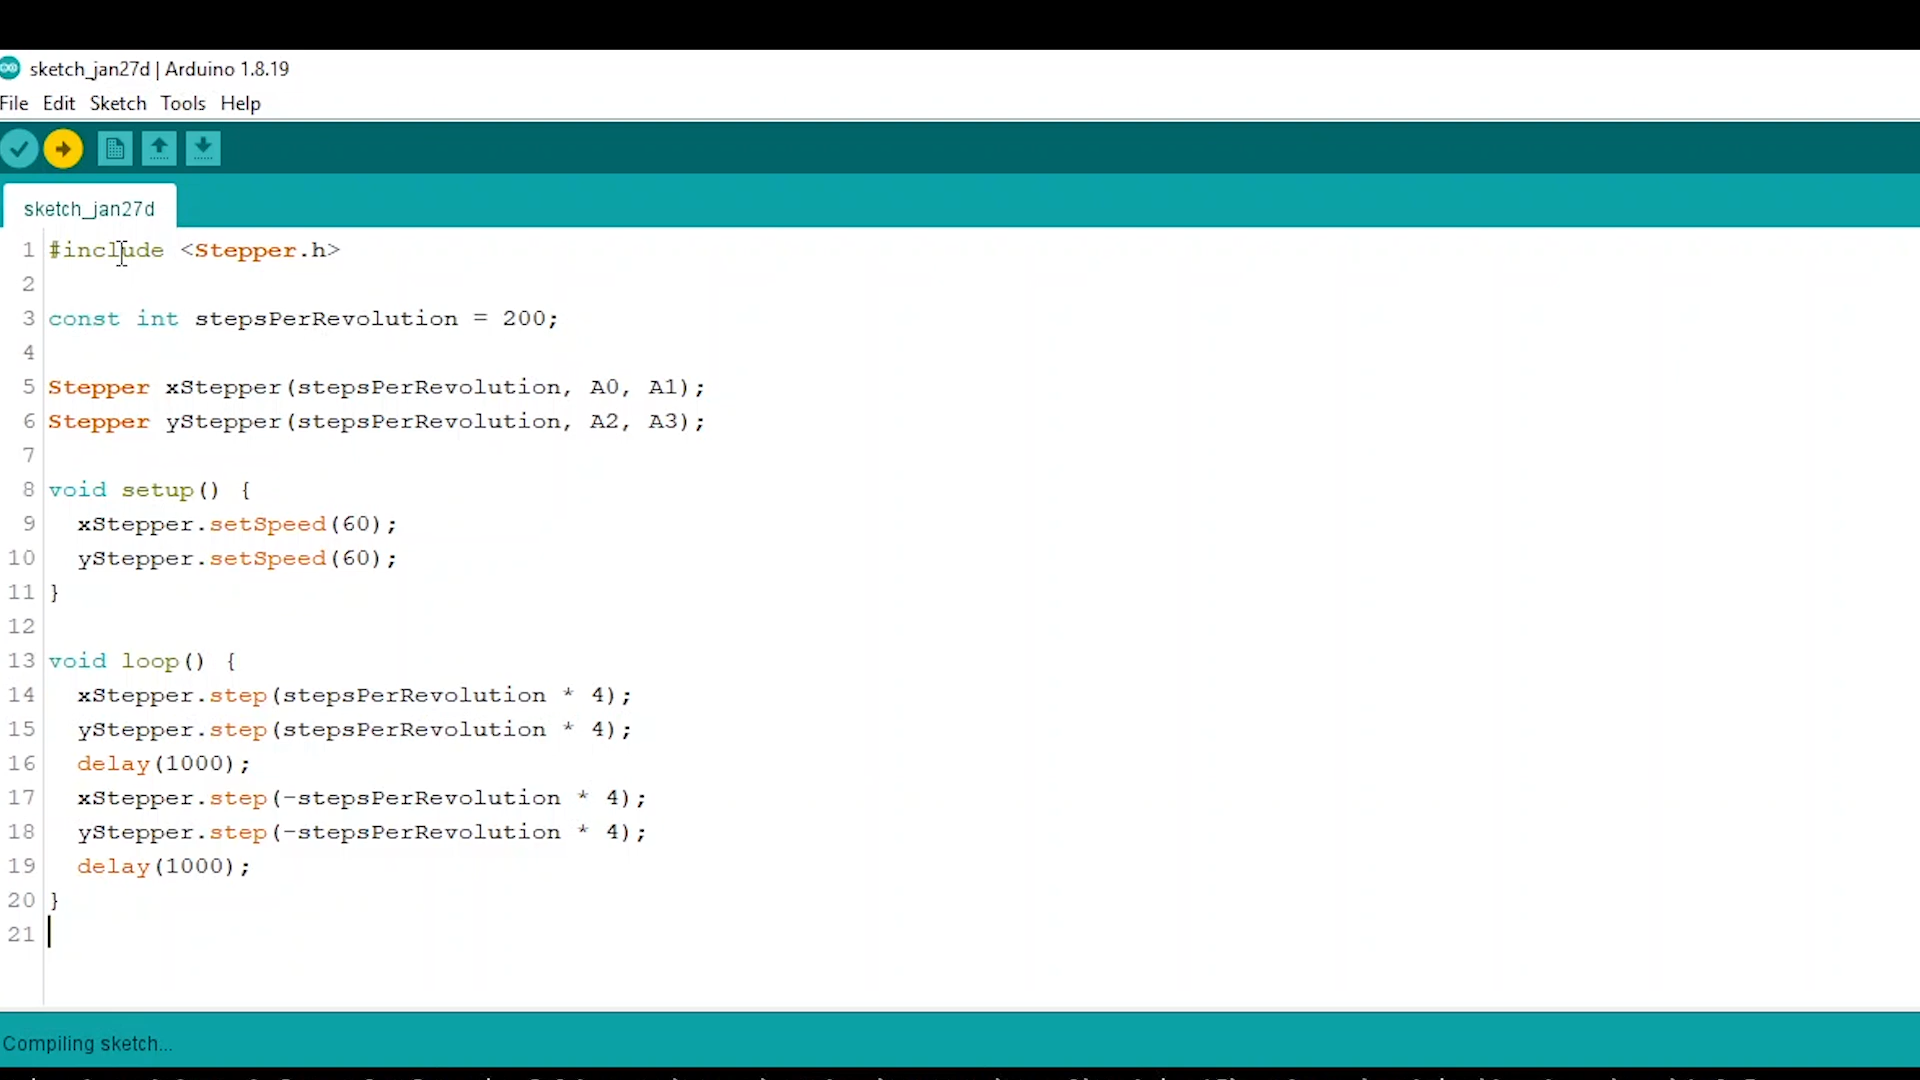 sketch_jan27d | Arduino 1.8.19
File Edit Sketch Tools Help
sketch_jan27d
1 #include <Stepper.h>
2
3 const int stepsPerRevolution = 200;
4
5 Stepper xStepper(stepsPerRevolution, A0, A1);
6 Stepper yStepper(stepsPerRevolution, A2, A3);
7
8 void setup() {
9   xStepper.setSpeed(60);
10   yStepper.setSpeed(60);
11 }
12
13 void loop() {
14   xStepper.step(stepsPerRevolution * 4);
15   yStepper.step(stepsPerRevolution * 4);
16   delay(1000);
17   xStepper.step(-stepsPerRevolution * 4);
18   yStepper.step(-stepsPerRevolution * 4);
19   delay(1000);
20 }
21
Compiling sketch...